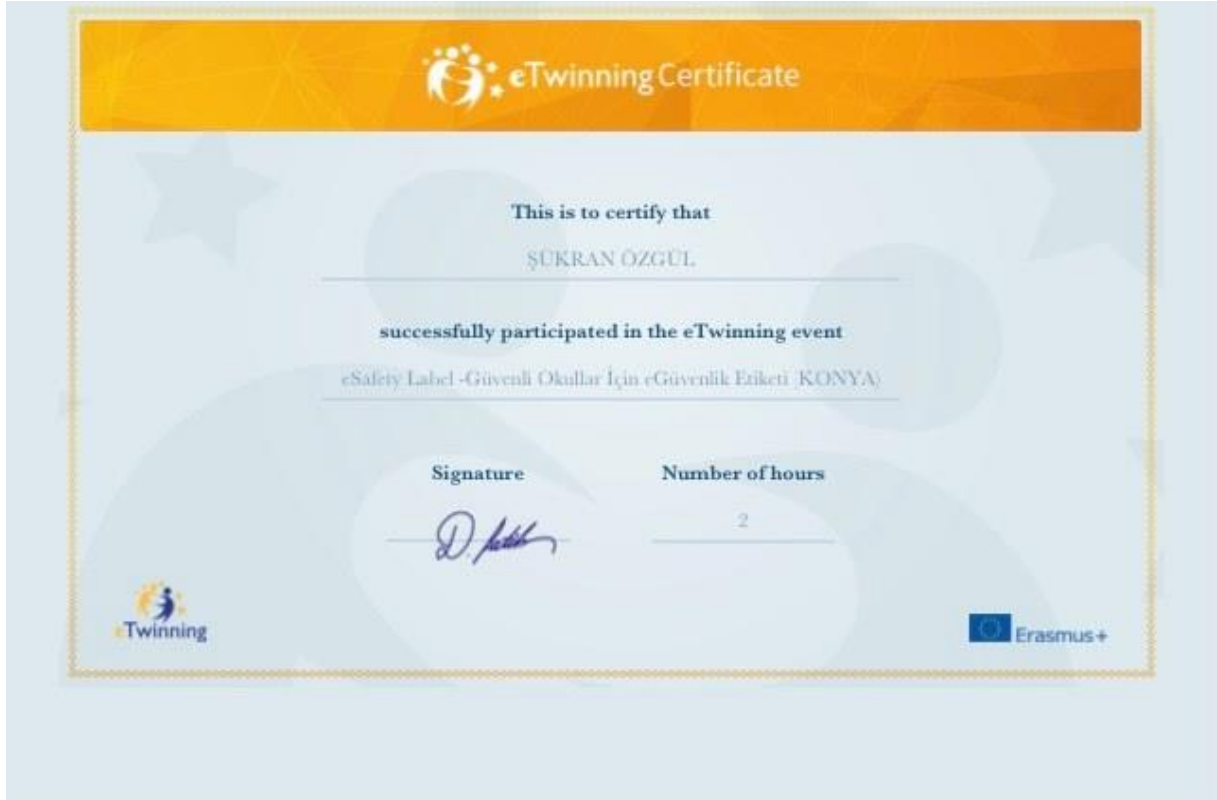 eTwinning Certificate
This is to certify that
ŞÜKRAN ÖZGÜL
successfully participated in the eTwinning event
eSafety Label -Güvenli Okullar İçin eGüvenlik Etiketi KONYA)
Signature Number of hours
D.
2
eTwinning
Erasmus+